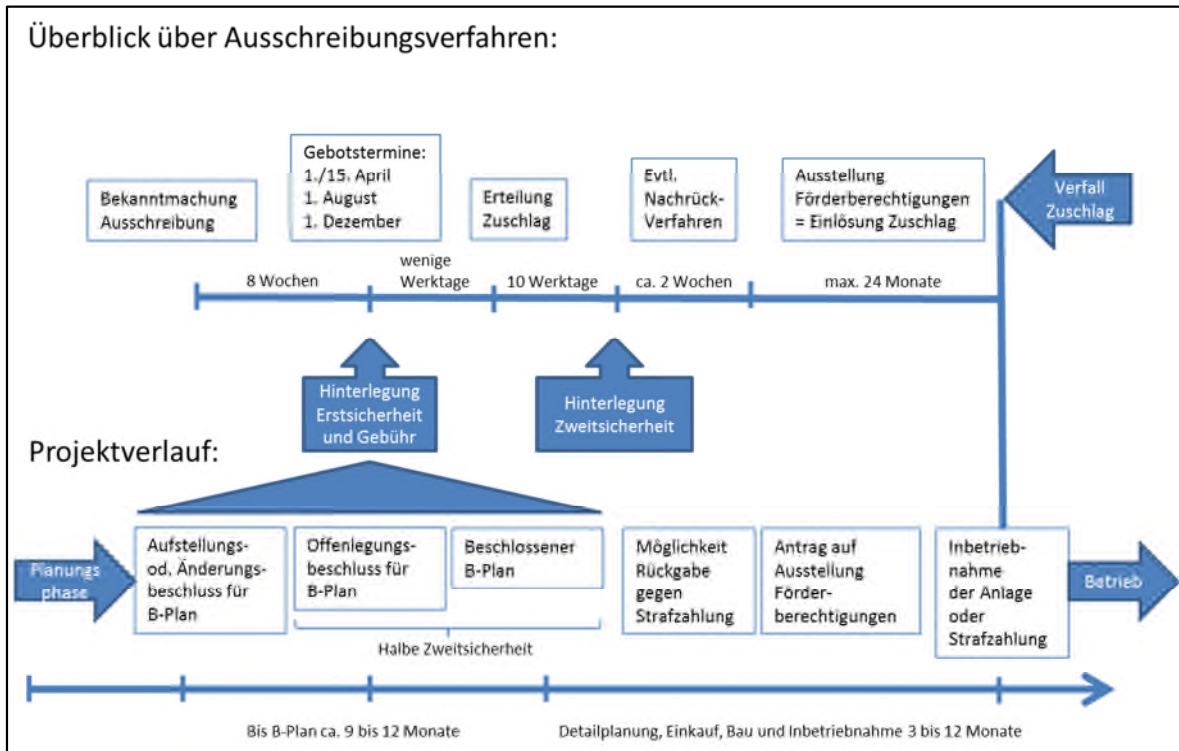 Überblick über Ausschreibungsverfahren:
Bekanntmachung
Ausschreibung
Gebotstermine:
1./15. April
1. August
1. Dezember
Erteilung
Zuschlag
Evtl.
Nachrück-
Verfahren
Ausstellung
Förderberechtigungen
= Einlösung Zuschlag
Verfall
Zuschlag
8 Wochen
wenige
Werktage
10 Werktage
ca. 2 Wochen
max. 24 Monate
Hinterlegung
Erstsicherheit
und Gebühr
Hinterlegung
Zweitsicherheit
Projektverlauf:
Planungs
phase
Aufstellungs-
od. Änderungs-
beschluss für
B-Plan
Offenlegungs-
beschluss für
B-Plan
Beschlossener
B-Plan
Möglichkeit
Rückgabe
gegen
Strafzahlung
Antrag auf
Ausstellung
Förder-
berechtigungen
Inbetrieb-
nahme
der Anlage
oder
Strafzahlung
Betrieb
Halbe Zweitsicherheit
Bis B-Plan ca. 9 bis 12 Monate
Detailplanung, Einkauf, Bau und Inbetriebnahme 3 bis 12 Monate